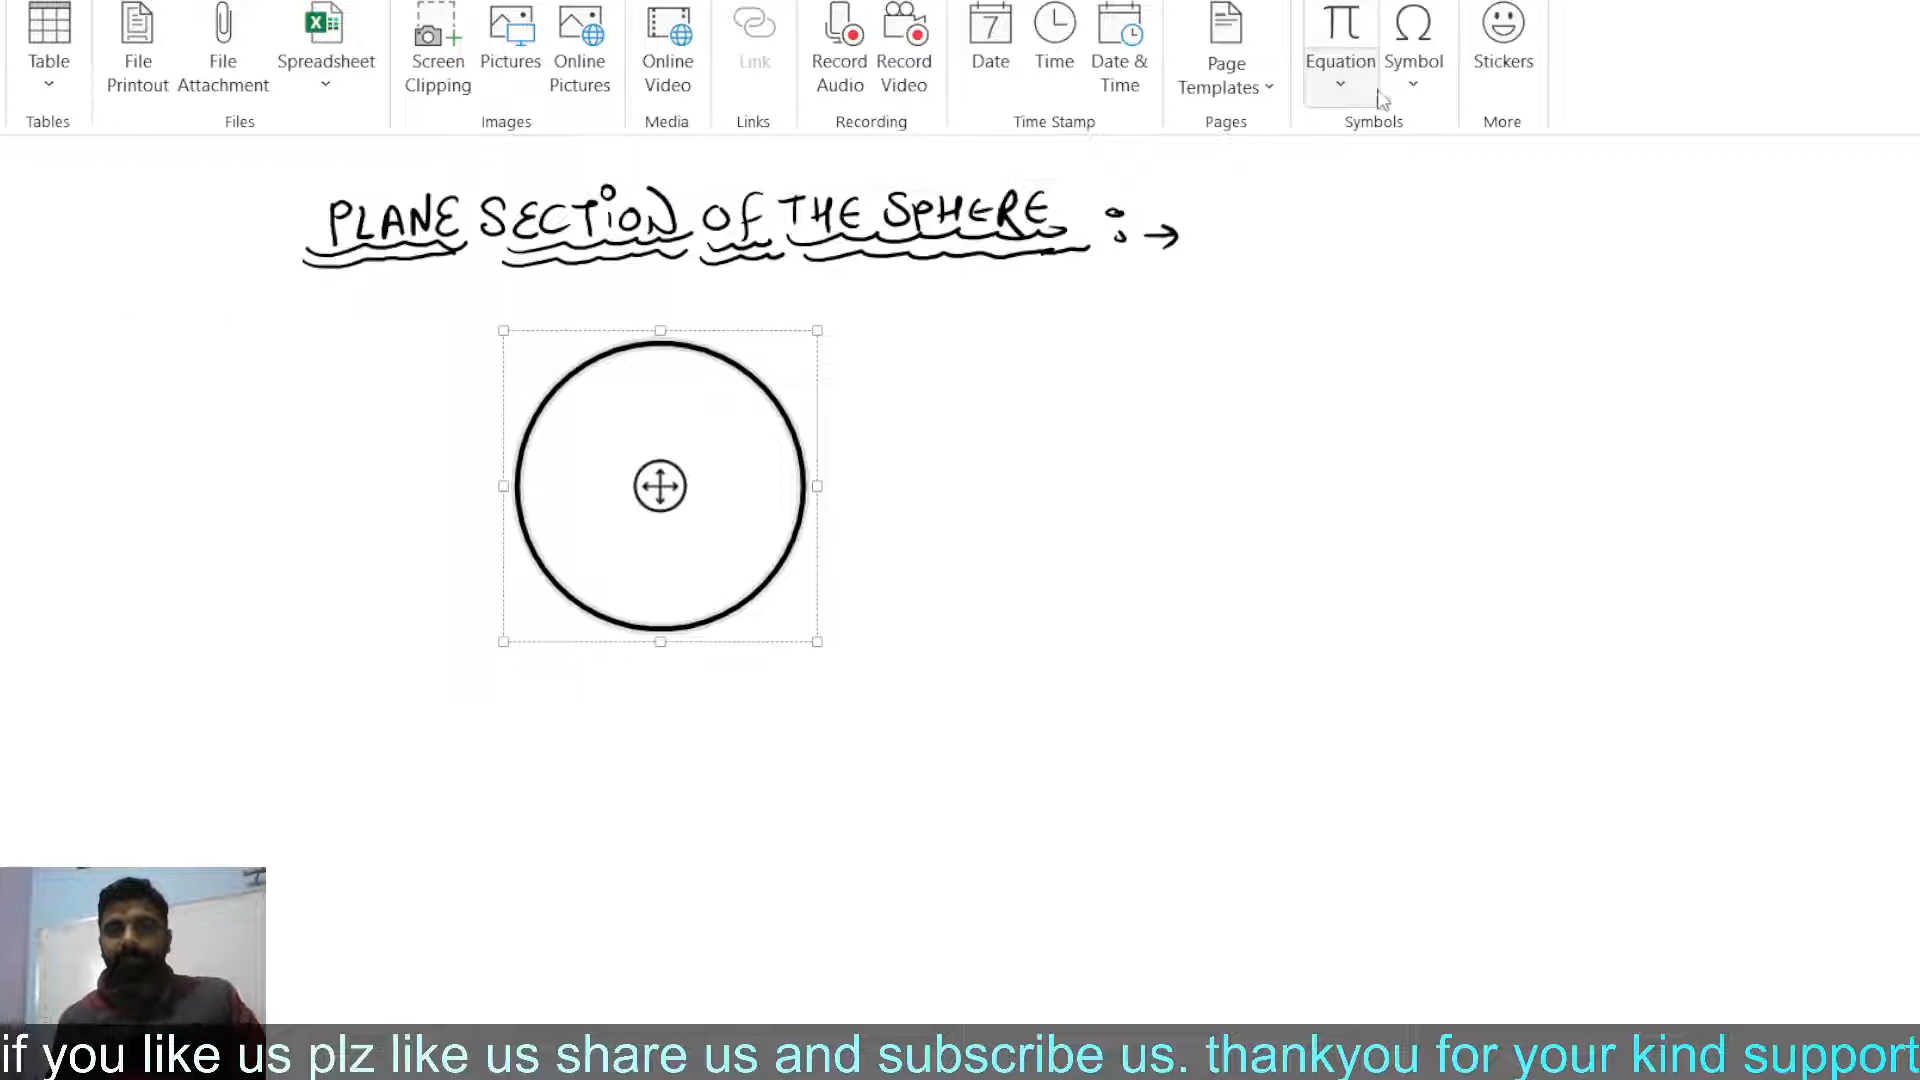 Table
File Printout
File Attachment
Spreadsheet
Screen Clipping
Pictures
Online Pictures
Online Video
Link
Record Audio
Record Video
7
Date
Time
Date & Time
Page Templates
π
Equation
Ω
Symbol
Stickers
Tables
Files
Images
Media
Links
Recording
Time Stamp
Pages
Symbols
More
PLANE SECTION OF THE SPHERE :→
if you like us plz like us share us and subscribe us. thankyou for your kind support